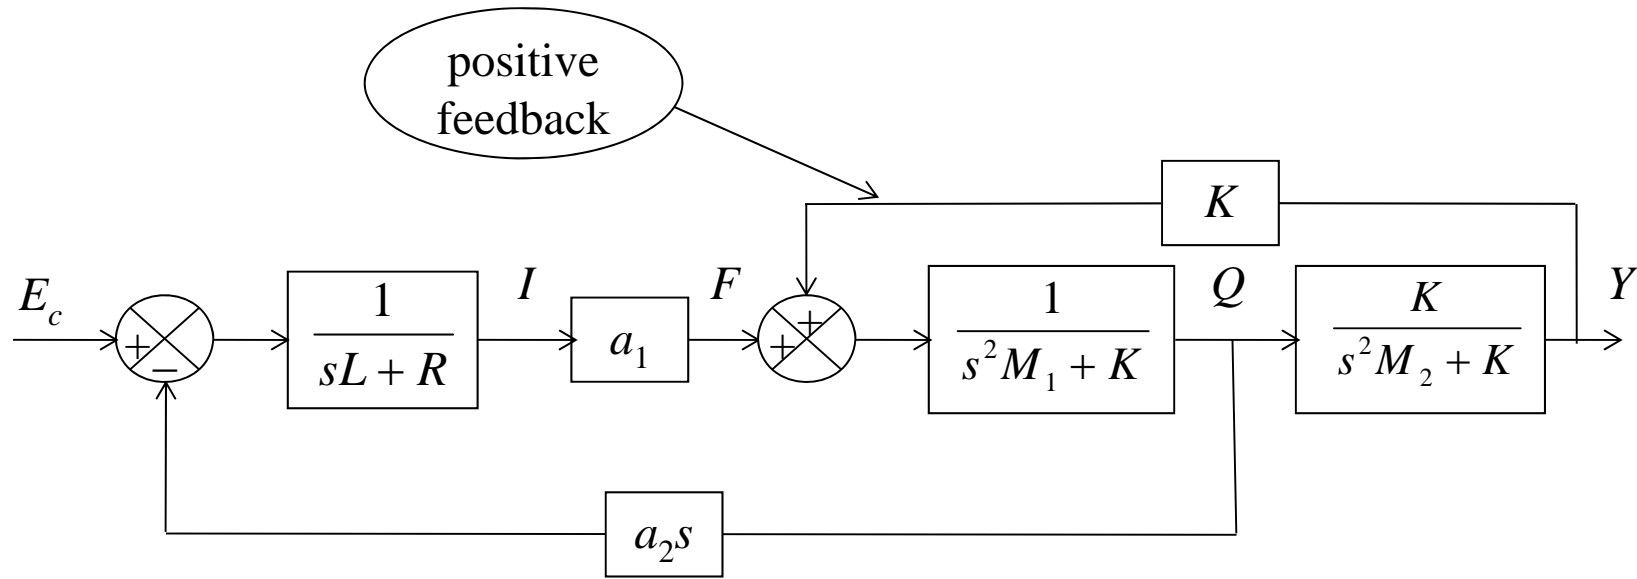 positive
feedback
K
E_c
+
−
1
sL + R
I
a_1
F
+
+
1
s^2 M_1 + K
Q
K
s^2 M_2 + K
Y
a_2 s